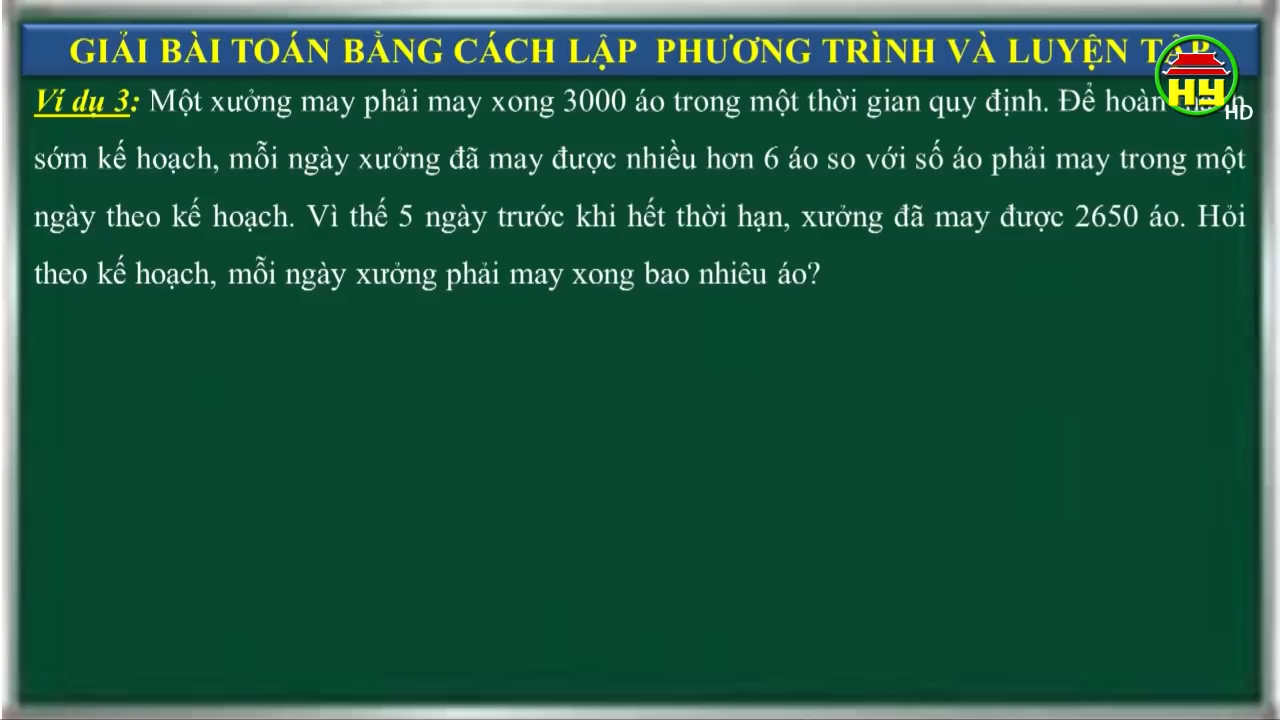 GIẢI BÀI TOÁN BẰNG CÁCH LẬP PHƯƠNG TRÌNH VÀ LUYỆN TẬP
Ví dụ 3: Một xưởng may phải may xong 3000 áo trong một thời gian quy định. Để hoàn
sớm kế hoạch, mỗi ngày xưởng đã may được nhiều hơn 6 áo so với số áo phải may trong một
ngày theo kế hoạch. Vì thế 5 ngày trước khi hết thời hạn, xưởng đã may được 2650 áo. Hỏi
theo kế hoạch, mỗi ngày xưởng phải may xong bao nhiêu áo?
HY
HD